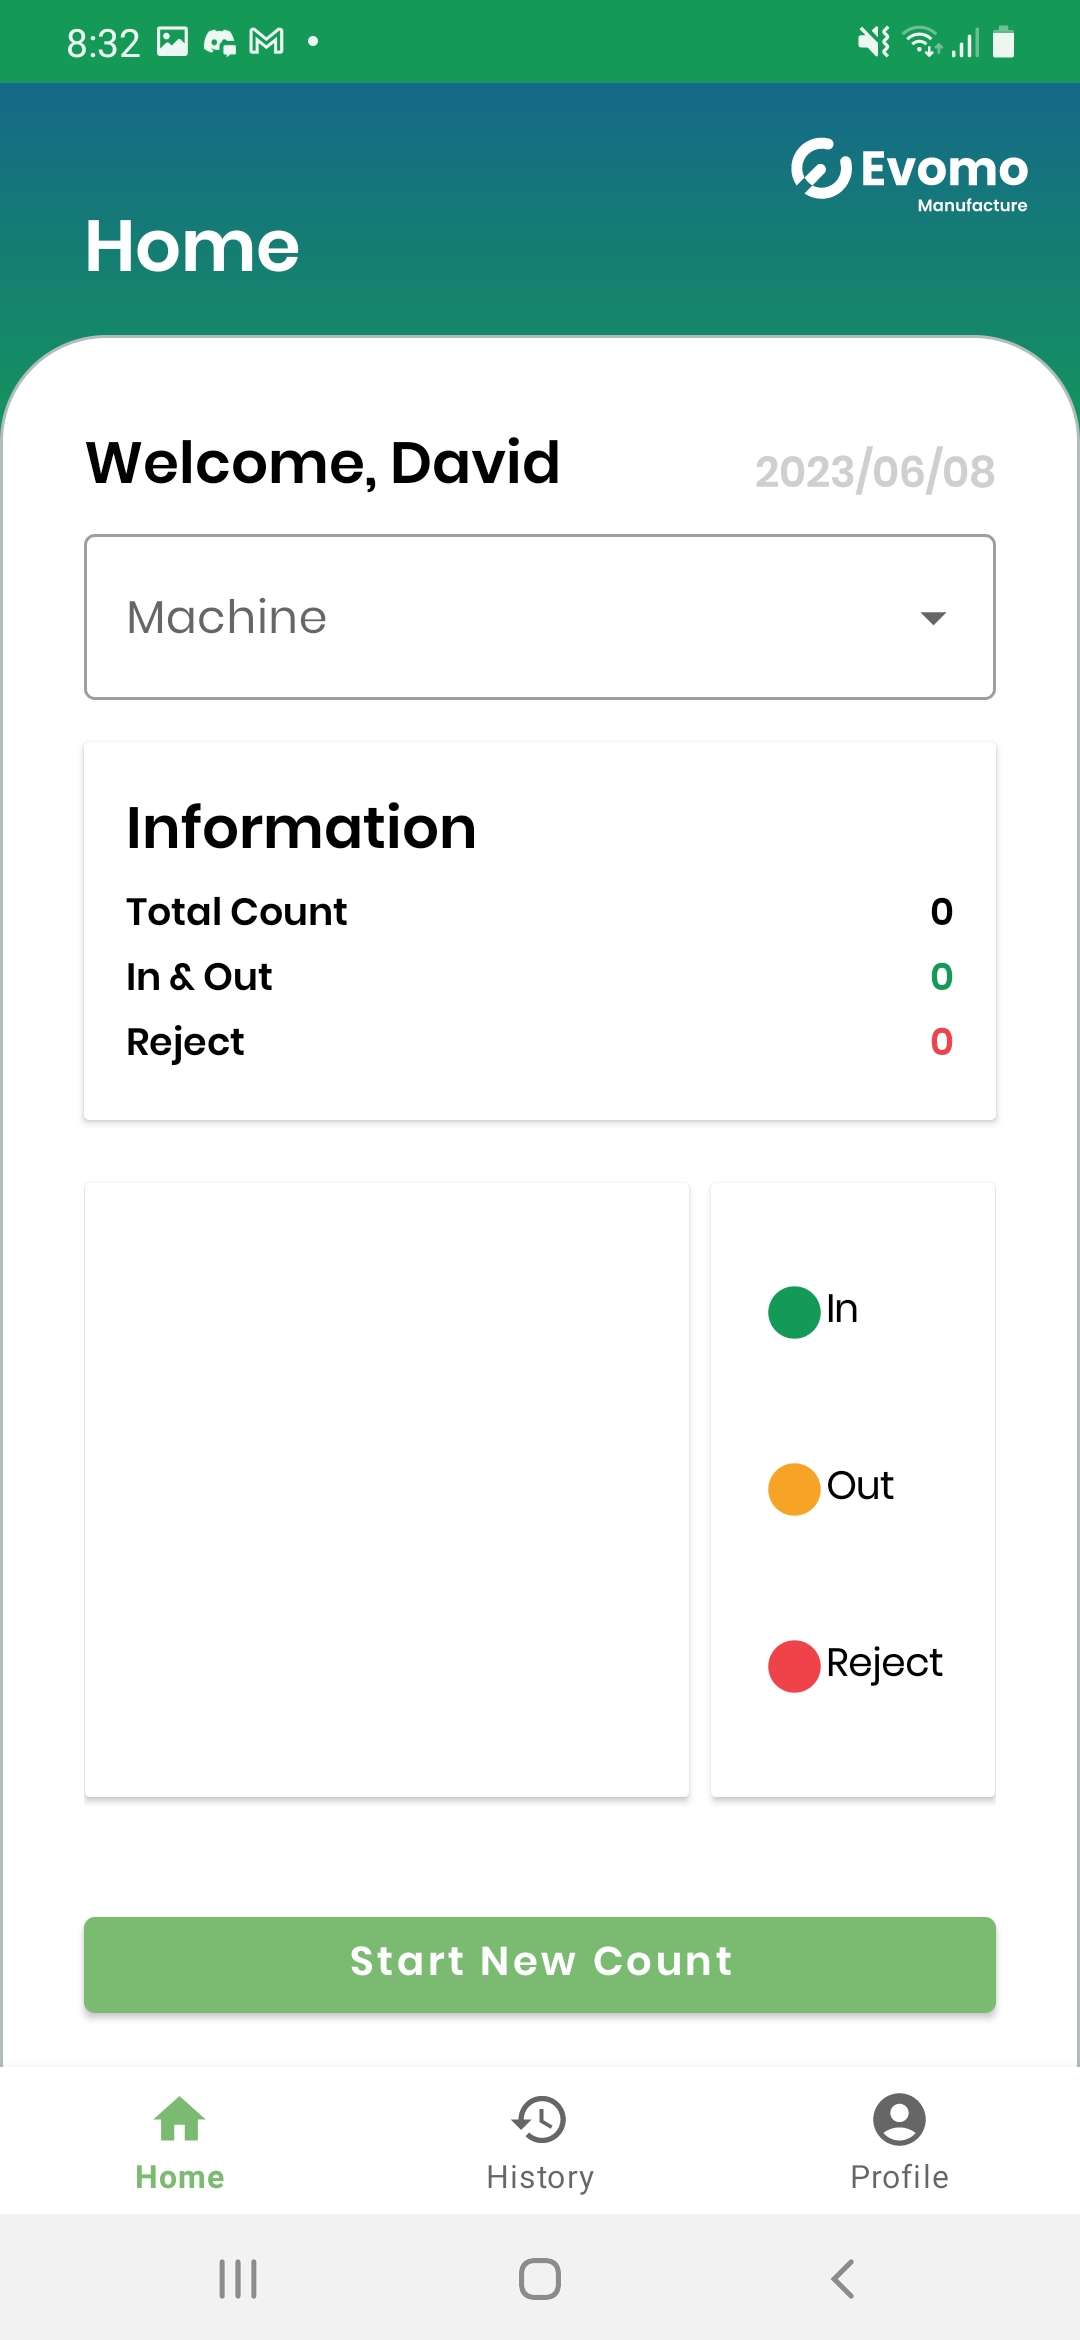 8:32
Evomo
Manufacture
Home
Welcome, David
2023/06/08
Machine
Information
Total Count 0
In & Out 0
Reject 0
In
Out
Reject
Start New Count
Home
History
Profile